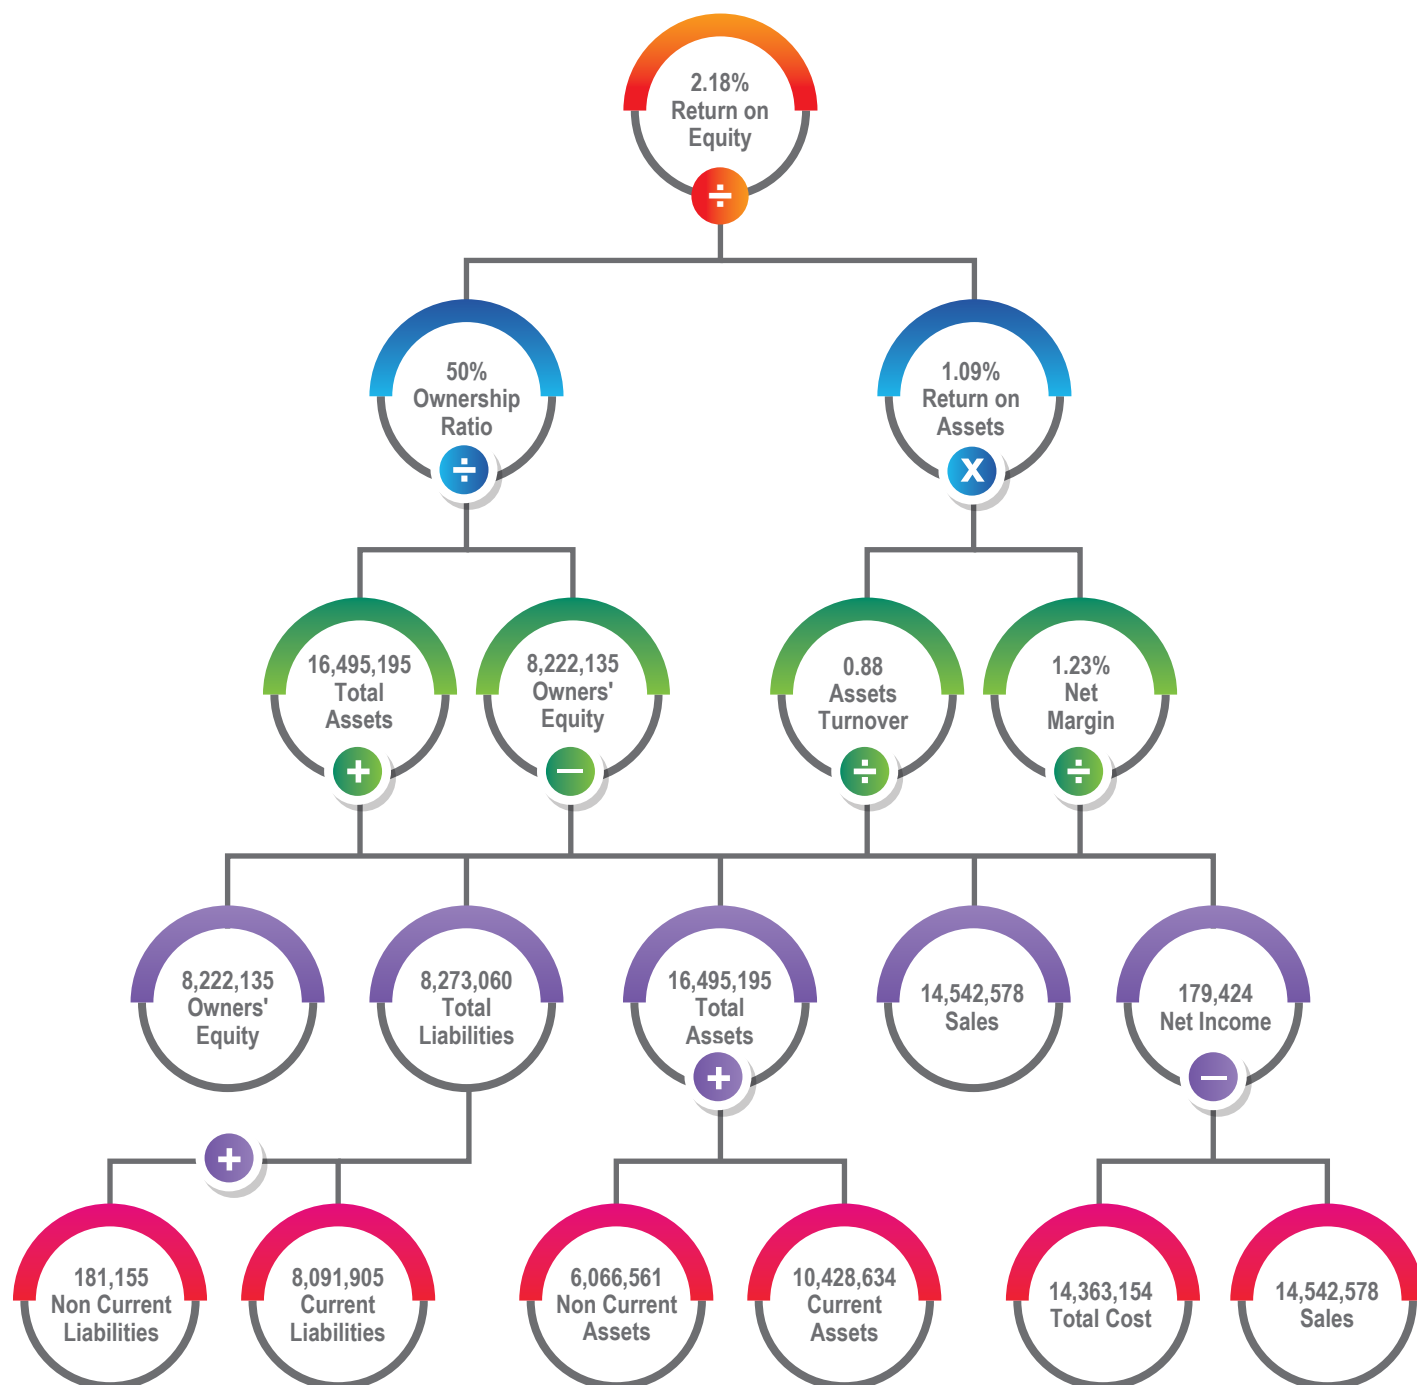 2.18%
Return on
Equity
÷
50%
Ownership
Ratio
÷
1.09%
Return on
Assets
X
16,495,195
Total
Assets
+
8,222,135
Owners'
Equity
−
0.88
Assets
Turnover
÷
1.23%
Net
Margin
÷
8,222,135
Owners'
Equity
8,273,060
Total
Liabilities
16,495,195
Total
Assets
+
14,542,578
Sales
179,424
Net Income
−
+
181,155
Non Current
Liabilities
8,091,905
Current
Liabilities
6,066,561
Non Current
Assets
10,428,634
Current
Assets
14,363,154
Total Cost
14,542,578
Sales